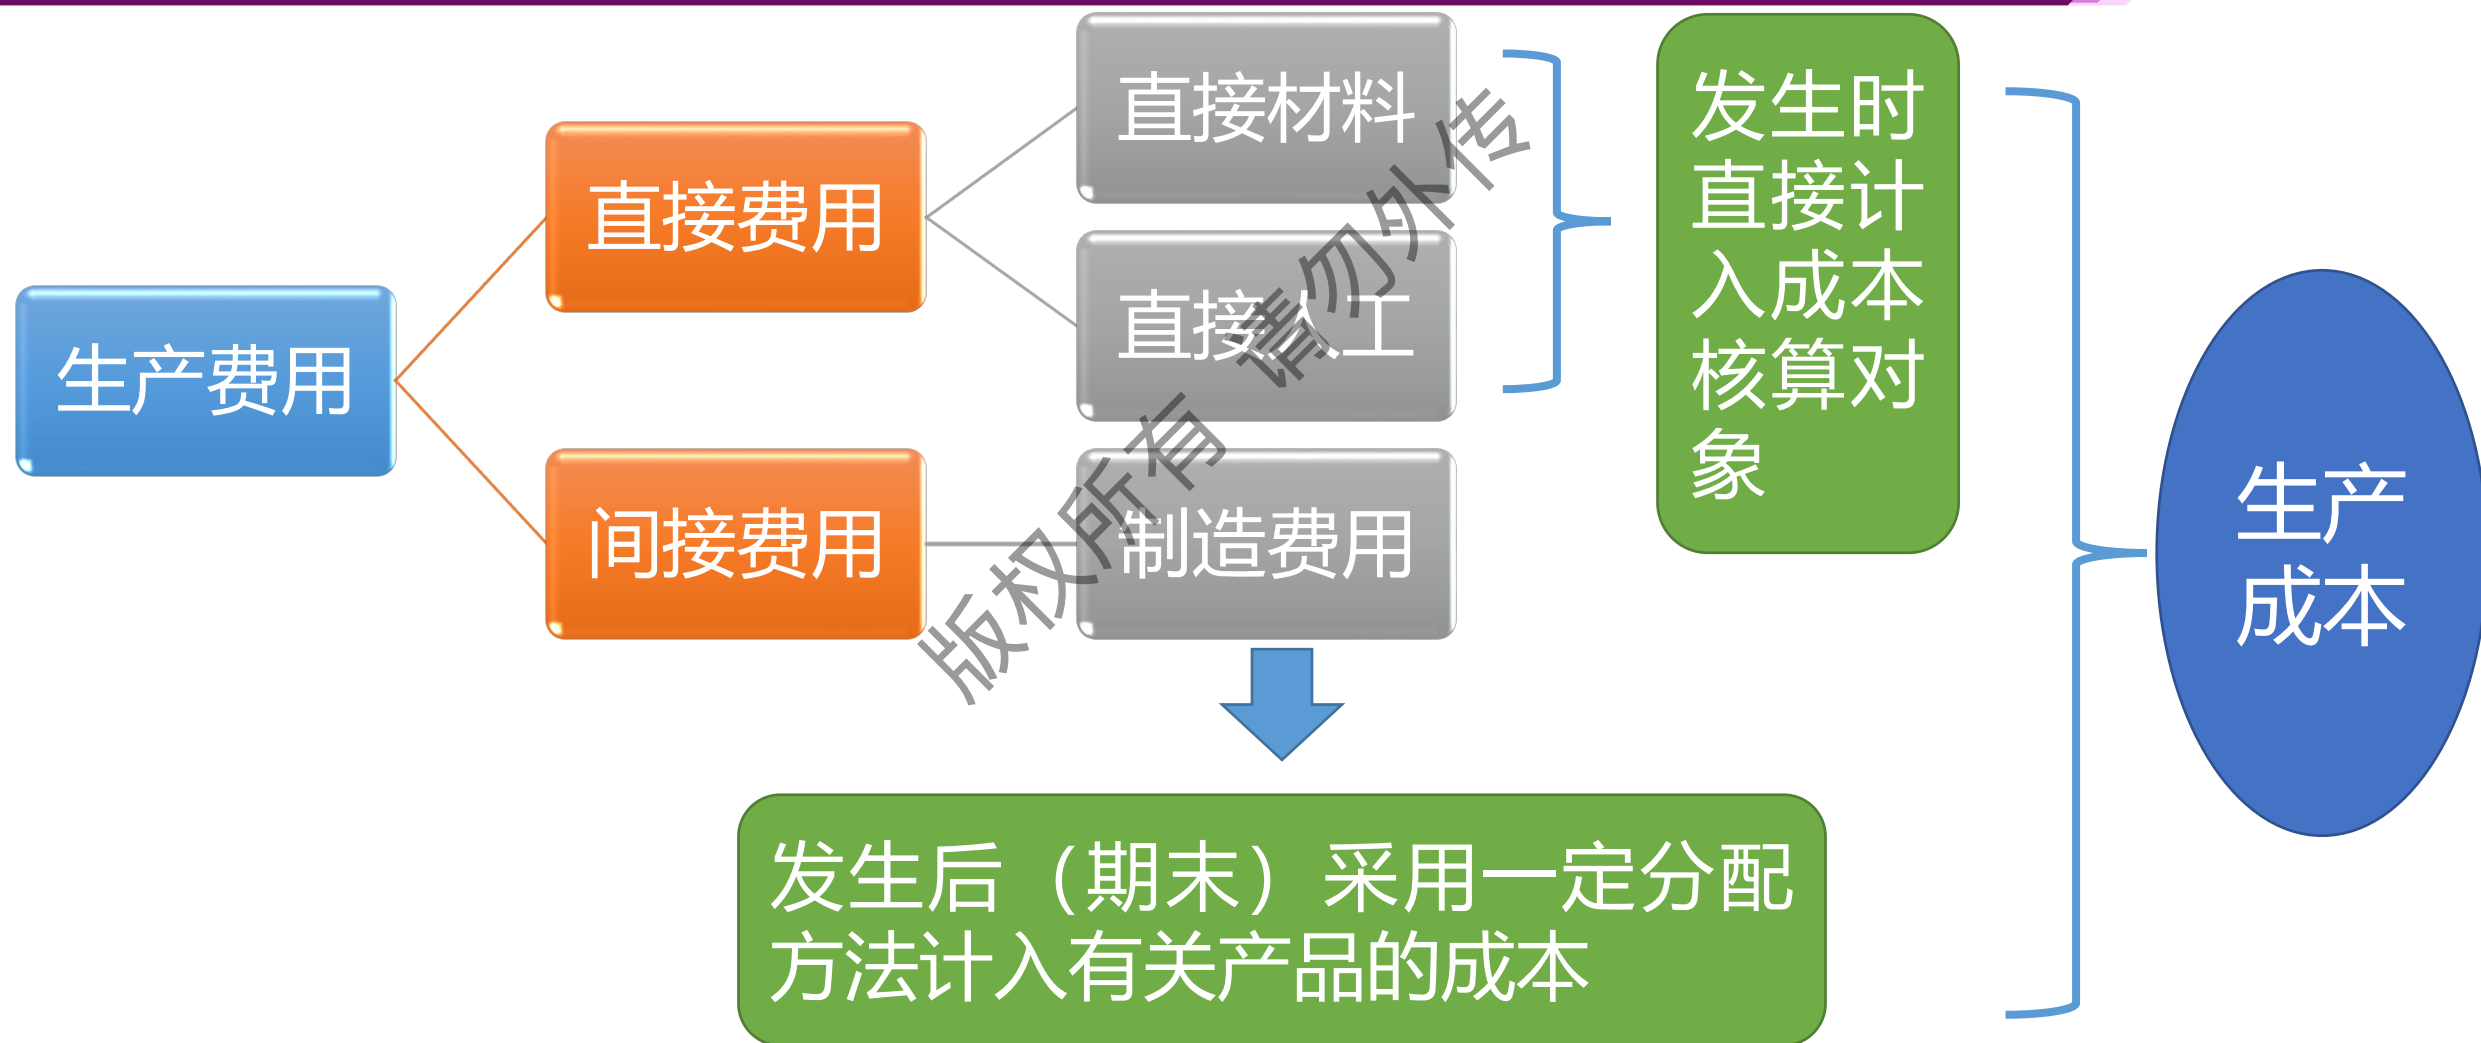 生产费用
直接费用
间接费用
直接材料
直接人工
制造费用
发生时
直接计
入成本
核算对
象
发生后（期末）采用一定分配
方法计入有关产品的成本
生产
成本
版权所有 请勿外传